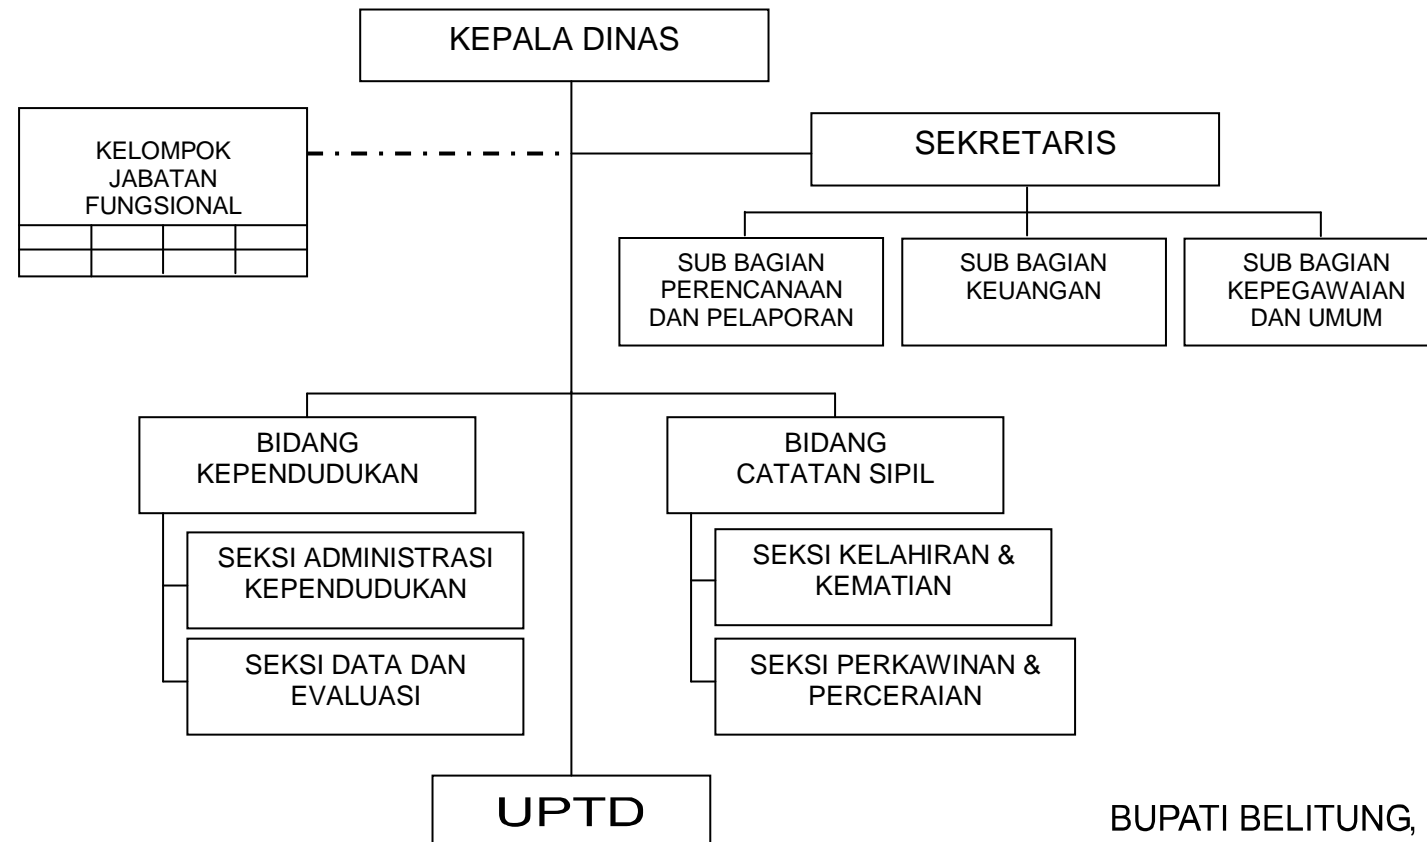 KEPALA DINAS
KELOMPOK
JABATAN
FUNGSIONAL
SEKRETARIS
SUB BAGIAN
PERENCANAAN
DAN PELAPORAN
SUB BAGIAN
KEUANGAN
SUB BAGIAN
KEPEGAWAIAN
DAN UMUM
BIDANG
KEPENDUDUKAN
SEKSI ADMINISTRASI
KEPENDUDUKAN
SEKSI DATA DAN
EVALUASI
BIDANG
CATATAN SIPIL
SEKSI KELAHIRAN &
KEMATIAN
SEKSI PERKAWINAN &
PERCERAIAN
UPTD
BUPATI BELITUNG,